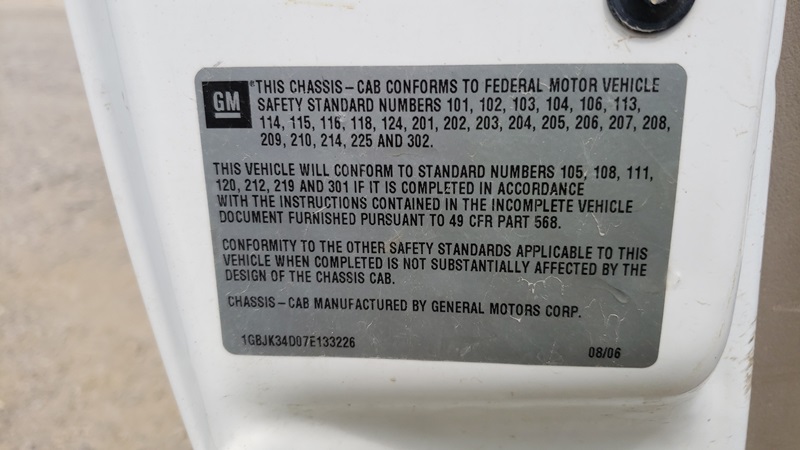 GM
*THIS CHASSIS-CAB CONFORMS TO FEDERAL MOTOR VEHICLE
SAFETY STANDARD NUMBERS 101, 102, 103, 104, 106, 113,
114, 115, 116, 118, 124, 201, 202, 203, 204, 205, 206, 207, 208,
209, 210, 214, 225 AND 302.
THIS VEHICLE WILL CONFORM TO STANDARD NUMBERS 105, 108, 111,
120, 212, 219 AND 301 IF IT IS COMPLETED IN ACCORDANCE
WITH THE INSTRUCTIONS CONTAINED IN THE INCOMPLETE VEHICLE
DOCUMENT FURNISHED PURSUANT TO 49 CFR PART 568.
CONFORMITY TO THE OTHER SAFETY STANDARDS APPLICABLE TO THIS
VEHICLE WHEN COMPLETED IS NOT SUBSTANTIALLY AFFECTED BY THE
DESIGN OF THE CHASSIS CAB.
CHASSIS-CAB MANUFACTURED BY GENERAL MOTORS CORP.
1GBJK34D07E133226 08/06